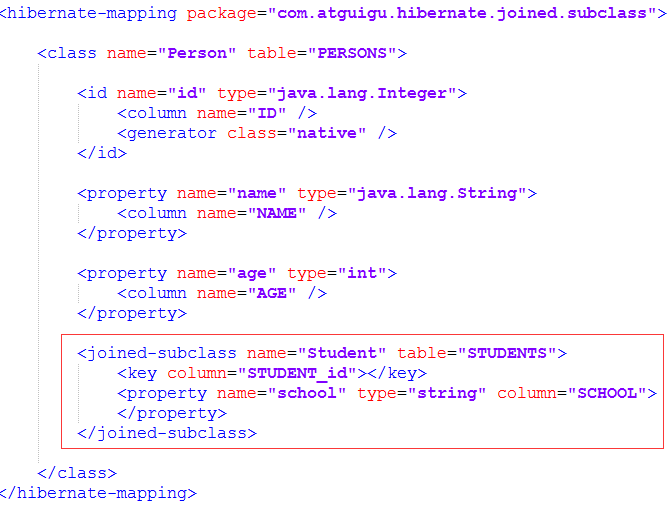 <hibernate-mapping package="com.atguigu.hibernate.joined.subclass">
<class name="Person" table="PERSONS">
<id name="id" type="java.lang.Integer">
<column name="ID" />
<generator class="native" />
</id>
<property name="name" type="java.lang.String">
<column name="NAME" />
</property>
<property name="age" type="int">
<column name="AGE" />
</property>
<joined-subclass name="Student" table="STUDENTS">
<key column="STUDENT_id"></key>
<property name="school" type="string" column="SCHOOL">
</property>
</joined-subclass>
</class>
</hibernate-mapping>